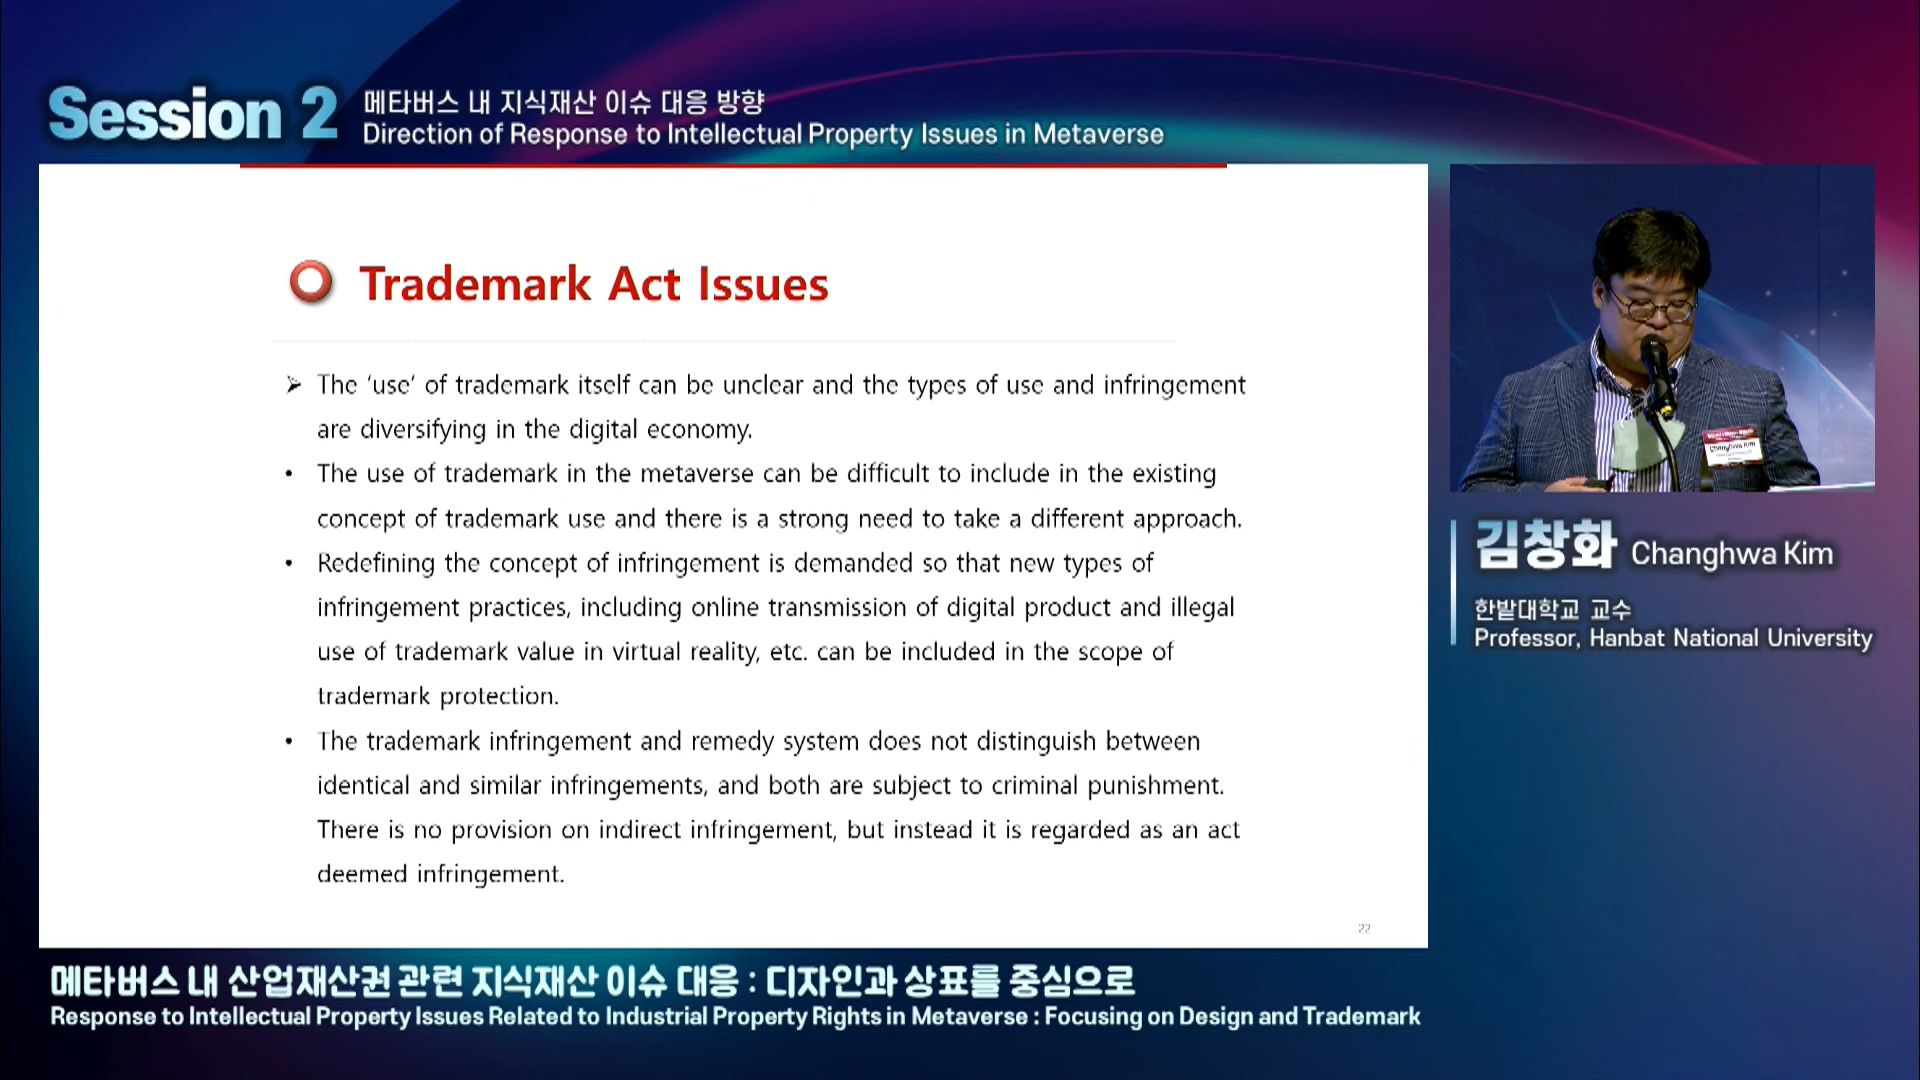 Session 2
메타버스 내 지식재산 이슈 대응 방향
Direction of Response to Intellectual Property Issues in Metaverse
Trademark Act Issues
➢ The ‘use’ of trademark itself can be unclear and the types of use and infringement
are diversifying in the digital economy.
• The use of trademark in the metaverse can be difficult to include in the existing
concept of trademark use and there is a strong need to take a different approach.
• Redefining the concept of infringement is demanded so that new types of
infringement practices, including online transmission of digital product and illegal
use of trademark value in virtual reality, etc. can be included in the scope of
trademark protection.
• The trademark infringement and remedy system does not distinguish between
identical and similar infringements, and both are subject to criminal punishment.
There is no provision on indirect infringement, but instead it is regarded as an act
deemed infringement.
22
Changhwa Kim
김창화 Changhwa Kim
한밭대학교 교수
Professor, Hanbat National University
메타버스 내 산업재산권 관련 지식재산 이슈 대응 : 디자인과 상표를 중심으로
Response to Intellectual Property Issues Related to Industrial Property Rights in Metaverse : Focusing on Design and Trademark